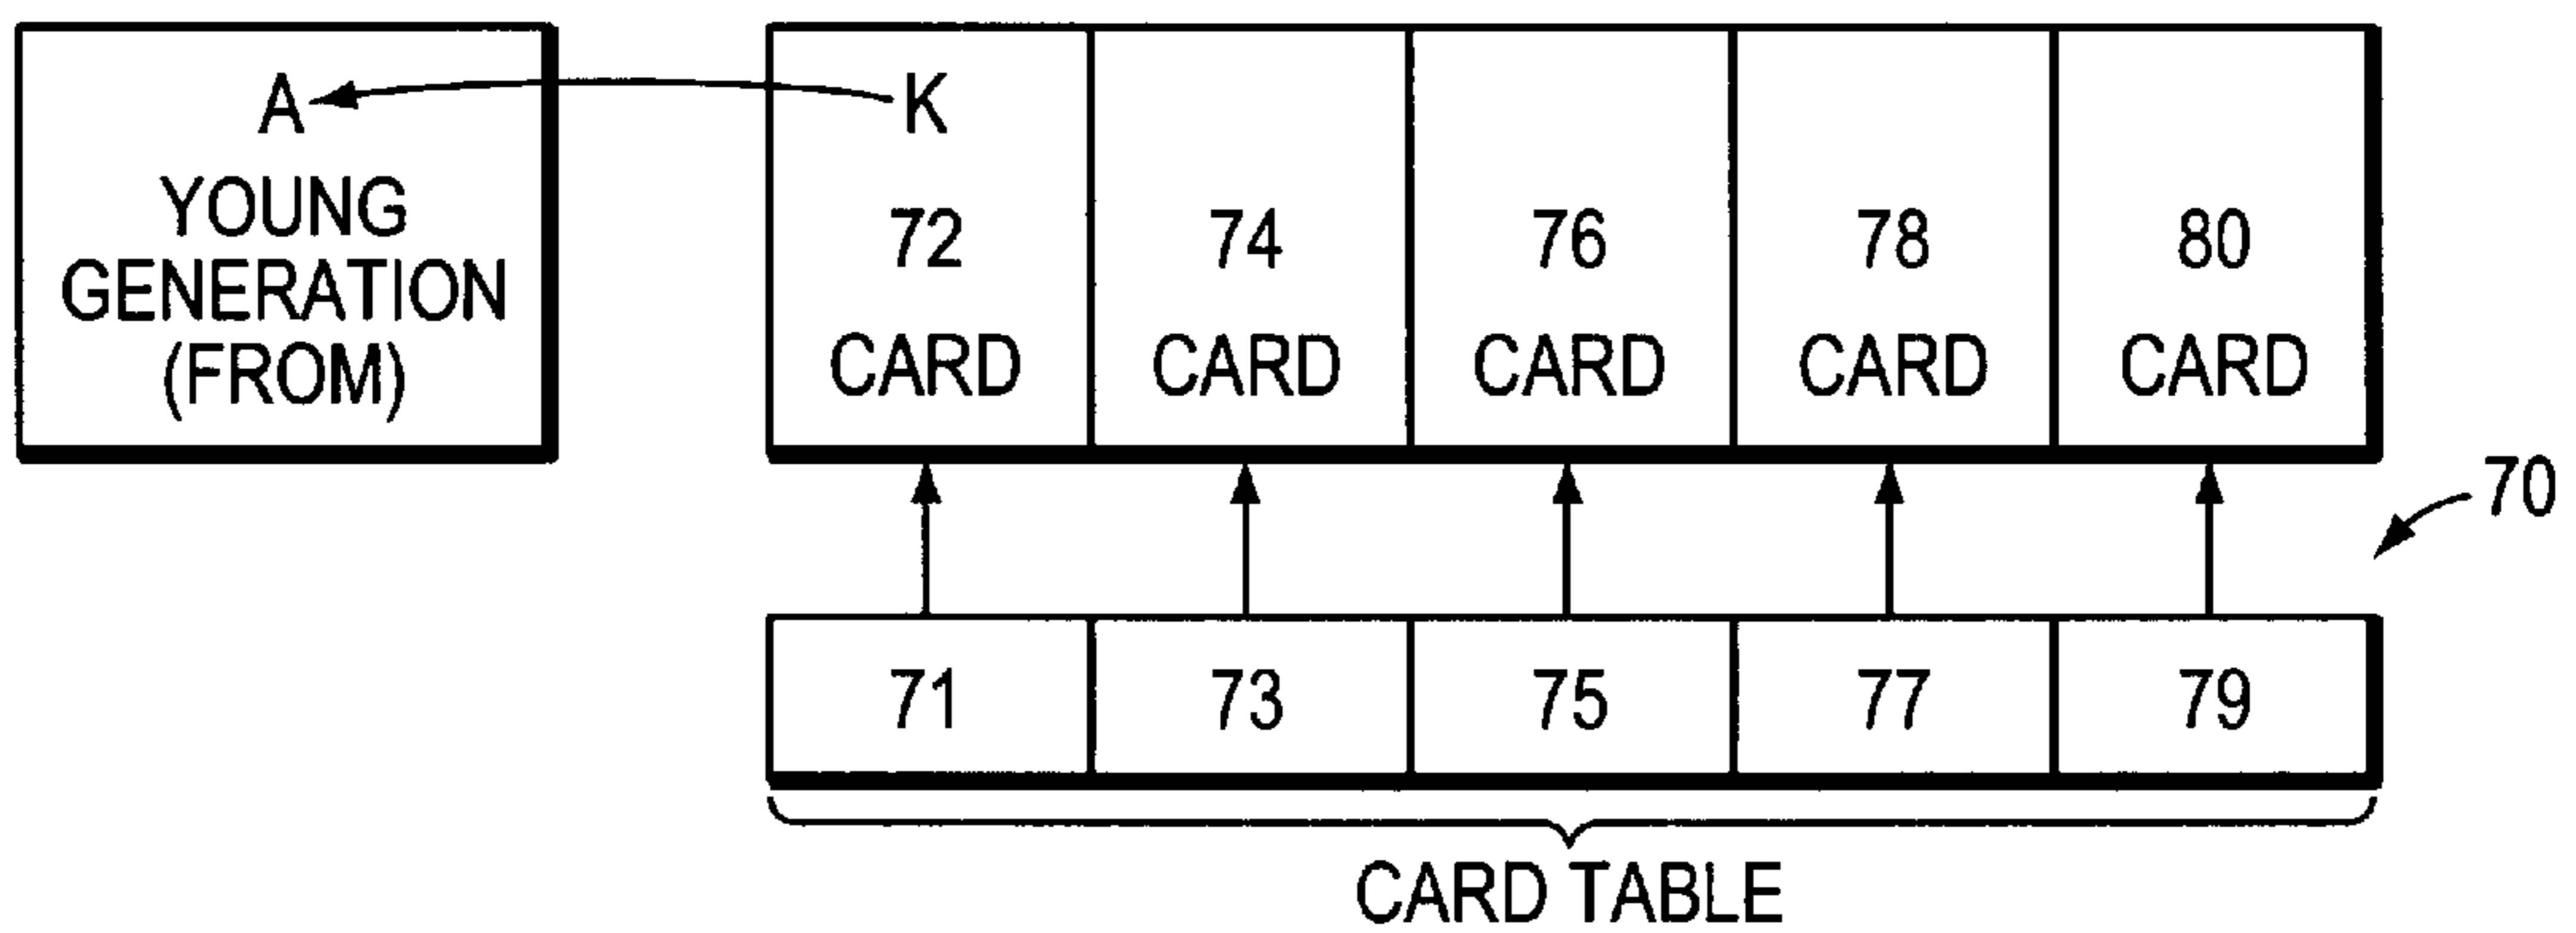 A
YOUNG
GENERATION
(FROM)
K
72 74 76 78 80
CARD CARD CARD CARD CARD
70
71 73 75 77 79
CARD TABLE